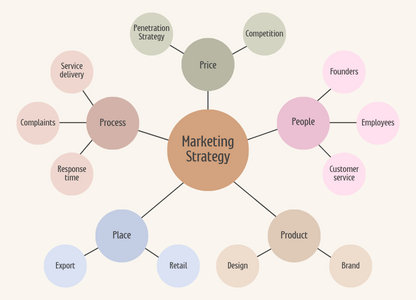 Penetration
Strategy
Competition
Price
Service
delivery
Founders
Complaints
Process
People
Employees
Marketing
Strategy
Response
time
Customer
service
Place
Product
Export
Retail
Design
Brand